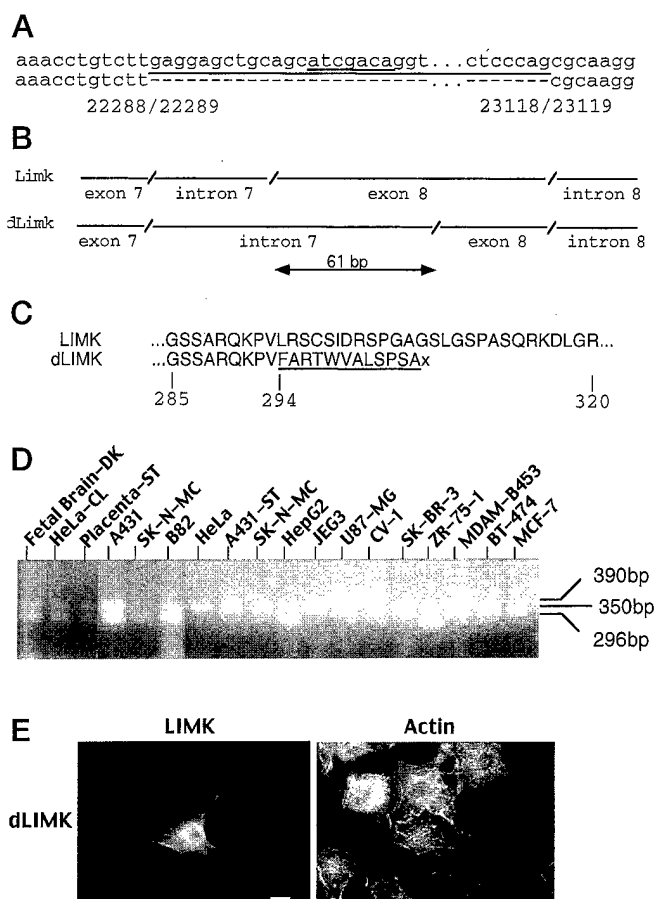 A
aaacctgtcttgaggagctgcagcatcgacaggt...ctcccagcgcaagg
aaacctgtctt-----------------------...-------cgcaagg
22288/22289 23118/23119
B
Limk
exon 7 intron 7 exon 8 intron 8
dLimk
exon 7 intron 7 exon 8 intron 8
61 bp
C
LIMK ...GSSARQKPVLRSCSIDRSPGAGSLGSPASQRKDLGR...
dLIMK ...GSSARQKPVFARTWVALSPSAx
285 294 320
D
Fetal Brain-DK HeLa-CL Placenta-ST A431 SK-N-MC B82 HeLa A431-ST SK-N-MC HepG2 JEG3 U87-MG CV-1 SK-BR-3 ZR-75-1 MDAM-B453 BT-474 MCF-7
390bp
350bp
296bp
E
LIMK Actin
dLIMK